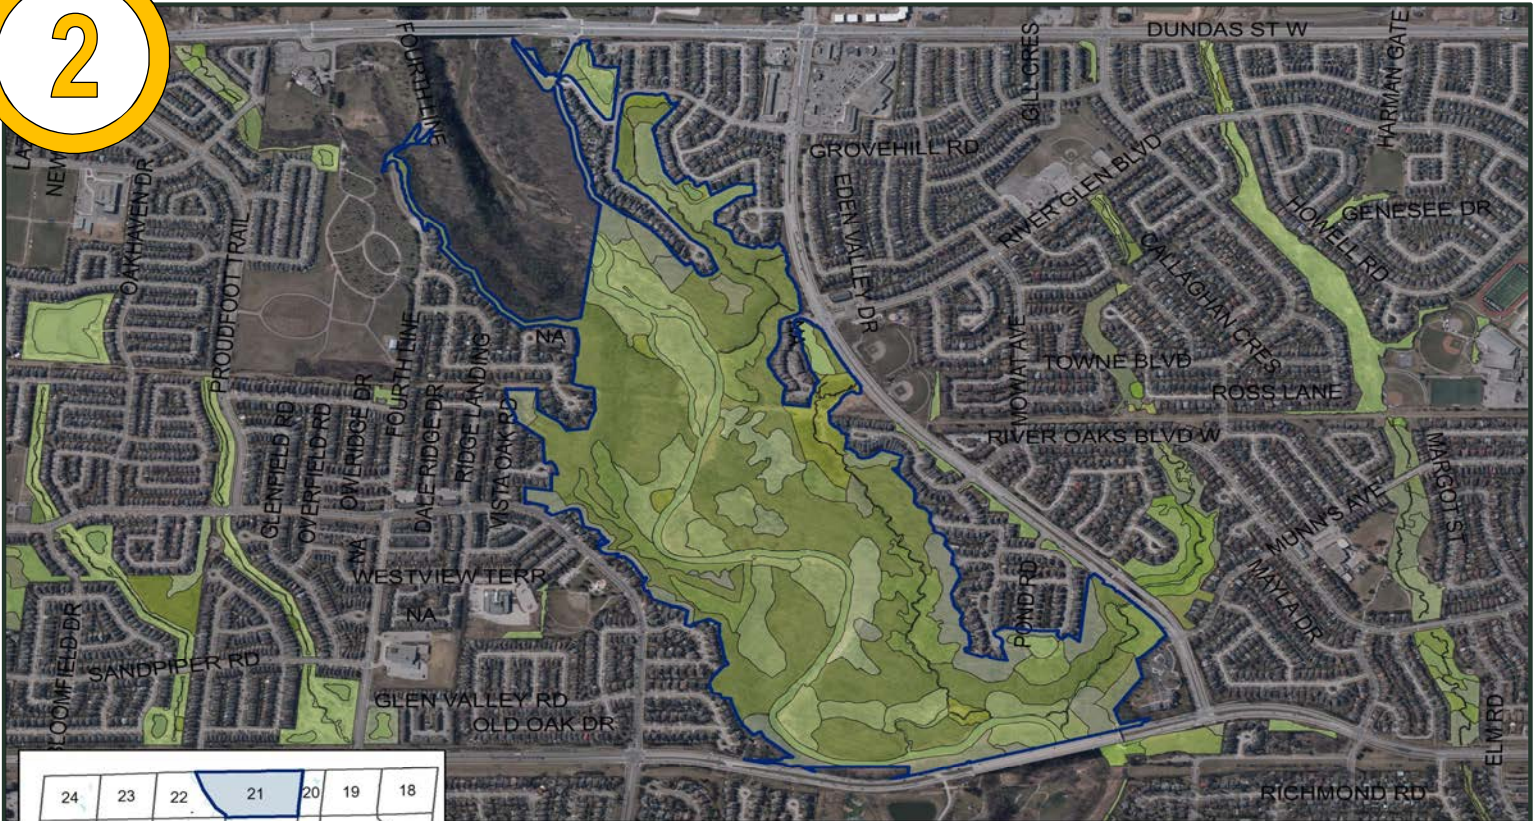 2
DUNDAS ST W
FOURTH LINE
GILL CRES
HARMAN GATE
GROVEHILL RD
RIVER GLEN BLVD
OAKHAVEN DR
PROUDFOOT TRAIL
EDEN VALLEY DR
HOWELL RD
GENESEE DR
CALLAGHAN CRES
NA
NA
FOURTH LINE
RIDGE LANDING
MOWAT AVE
TOWNE BLVD
ROSS LANE
GLENFIELD RD
OVERFIELD RD
OWLRIDGE DR
DALERIDGE DR
VISTA OAK RD
RIVER OAKS BLVD W
MARGOT ST
MUNN'S AVE
NA
WESTVIEW TERR
NA
POND RD
MAYLA DR
SANDPIPER RD
GLEN VALLEY RD
OLD OAK DR
ELM RD
RICHMOND RD
24 23 22 21 20 19 18